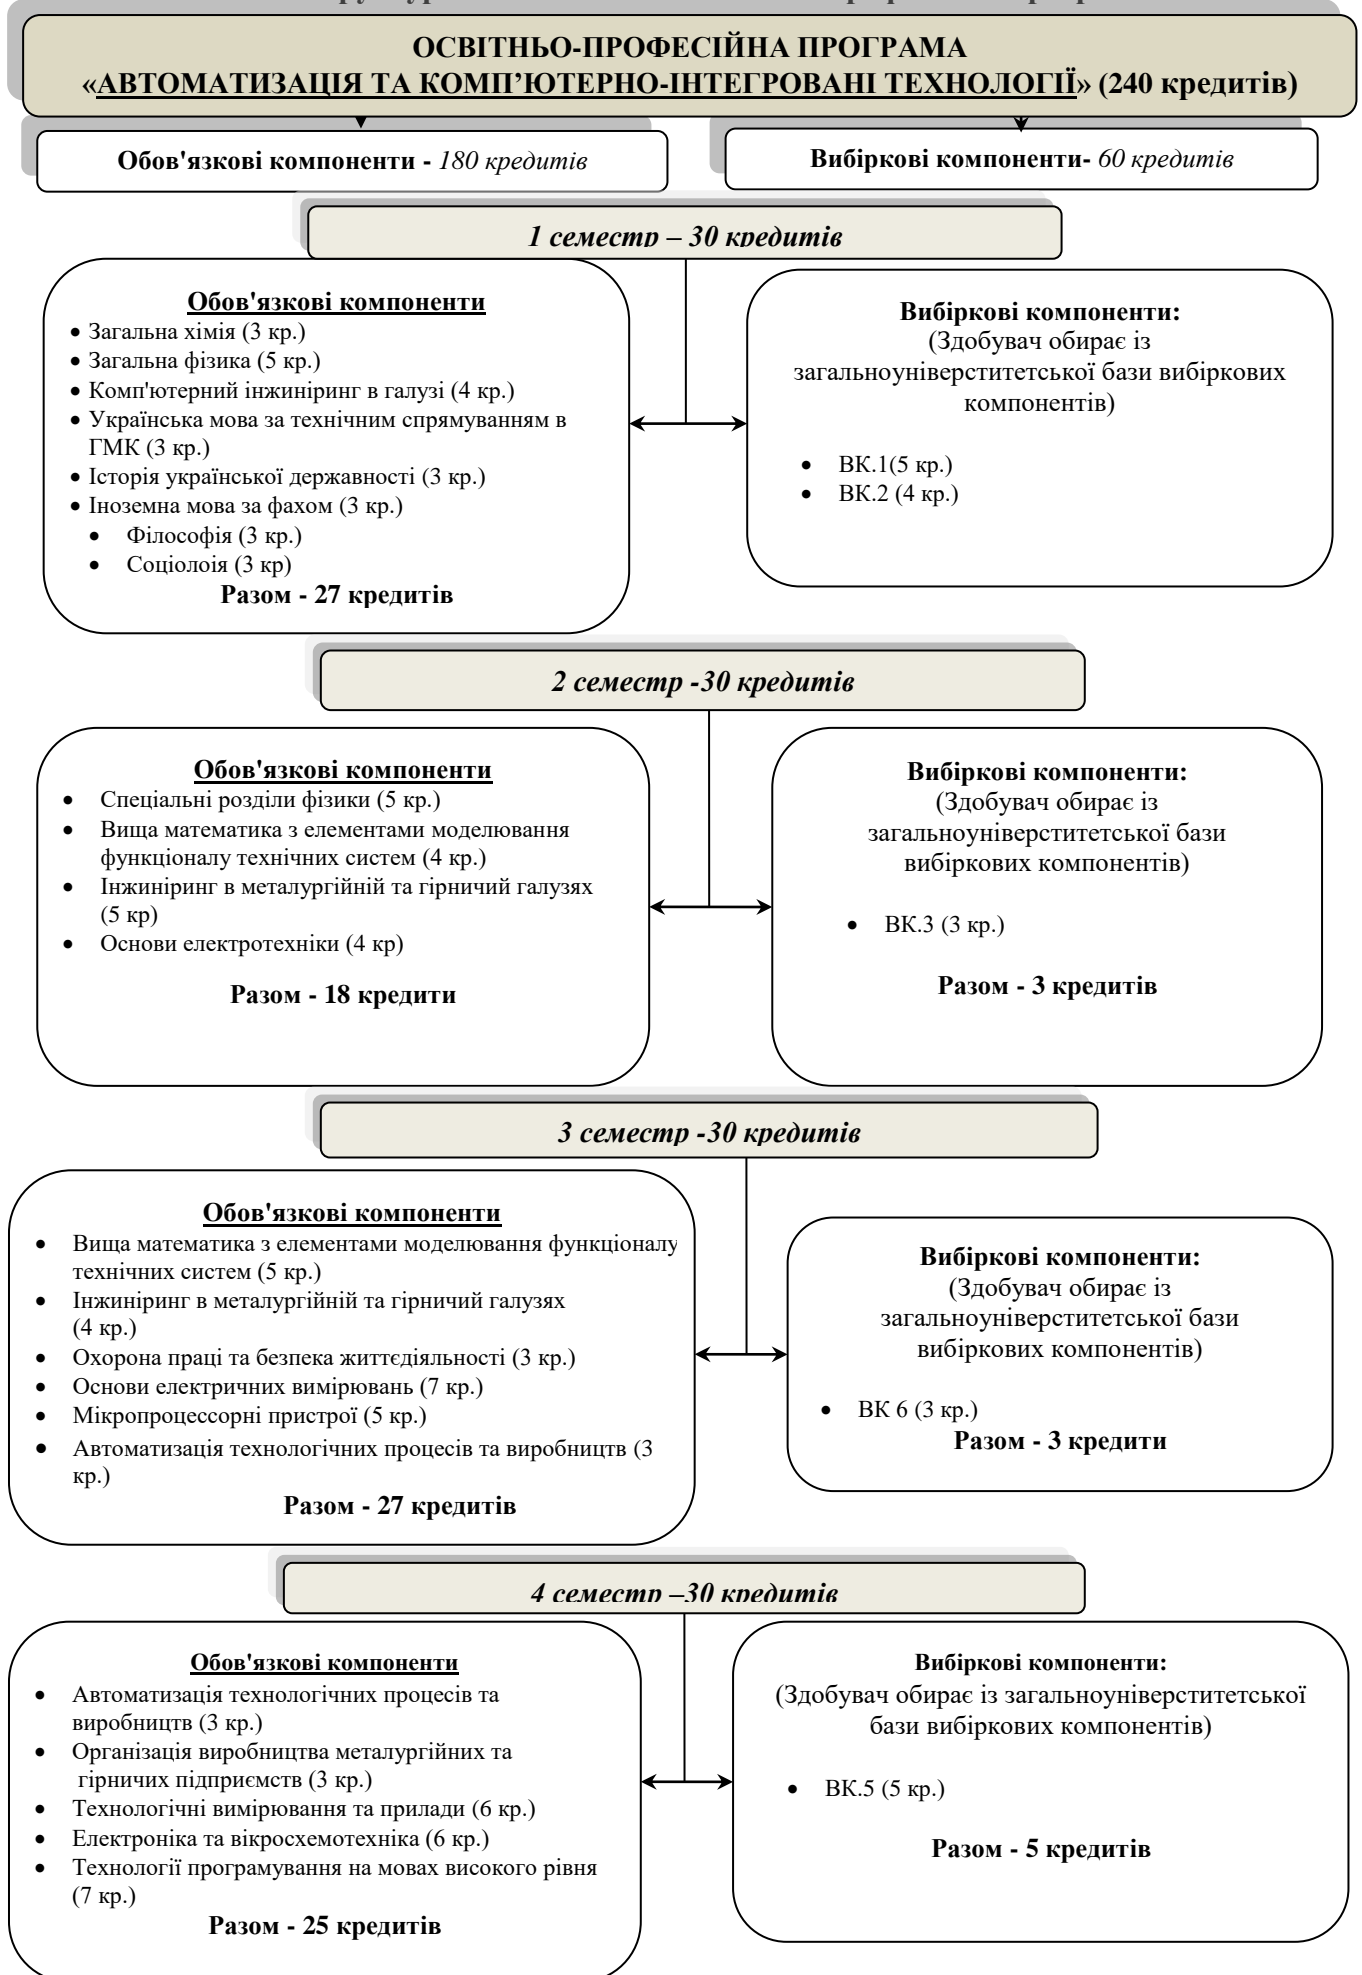 ОСВІТНЬО-ПРОФЕСІЙНА ПРОГРАМА
«АВТОМАТИЗАЦІЯ ТА КОМП’ЮТЕРНО-ІНТЕГРОВАНІ ТЕХНОЛОГІЇ» (240 кредитів)
Обов'язкові компоненти - 180 кредитів
Вибіркові компоненти- 60 кредитів
1 семестр – 30 кредитів
Обов'язкові компоненти
• Загальна хімія (3 кр.)
• Загальна фізика (5 кр.)
• Комп'ютерний інжиніринг в галузі (4 кр.)
• Українська мова за технічним спрямуванням в
ГМК (3 кр.)
• Історія української державності (3 кр.)
• Іноземна мова за фахом (3 кр.)
• Філософія (3 кр.)
• Соціолоія (3 кр)
Разом - 27 кредитів
Вибіркові компоненти:
(Здобувач обирає із
загальноуніверститетської бази вибіркових
компонентів)
• ВК.1(5 кр.)
• ВК.2 (4 кр.)
2 семестр -30 кредитів
Обов'язкові компоненти
• Спеціальні розділи фізики (5 кр.)
• Вища математика з елементами моделювання
функціоналу технічних систем (4 кр.)
• Інжиніринг в металургійній та гірничий галузях
(5 кр)
• Основи електротехніки (4 кр)
Разом - 18 кредити
Вибіркові компоненти:
(Здобувач обирає із
загальноуніверститетської бази
вибіркових компонентів)
• ВК.3 (3 кр.)
Разом - 3 кредитів
3 семестр -30 кредитів
Обов'язкові компоненти
• Вища математика з елементами моделювання функціоналу
технічних систем (5 кр.)
• Інжиніринг в металургійній та гірничий галузях
(4 кр.)
• Охорона праці та безпека життєдіяльності (3 кр.)
• Основи електричних вимірювань (7 кр.)
• Мікропроцессорні пристрої (5 кр.)
• Автоматизація технологічних процесів та виробництв (3
кр.)
Разом - 27 кредитів
Вибіркові компоненти:
(Здобувач обирає із
загальноуніверститетської бази
вибіркових компонентів)
• ВК 6 (3 кр.)
Разом - 3 кредити
4 семестр –30 кредитів
Обов'язкові компоненти
• Автоматизація технологічних процесів та
виробництв (3 кр.)
• Організація виробництва металургійних та
гірничих підприємств (3 кр.)
• Технологічні вимірювання та прилади (6 кр.)
• Електроніка та вікросхемотехніка (6 кр.)
• Технології програмування на мовах високого рівня
(7 кр.)
Разом - 25 кредитів
Вибіркові компоненти:
(Здобувач обирає із загальноуніверститетської
бази вибіркових компонентів)
• ВК.5 (5 кр.)
Разом - 5 кредитів